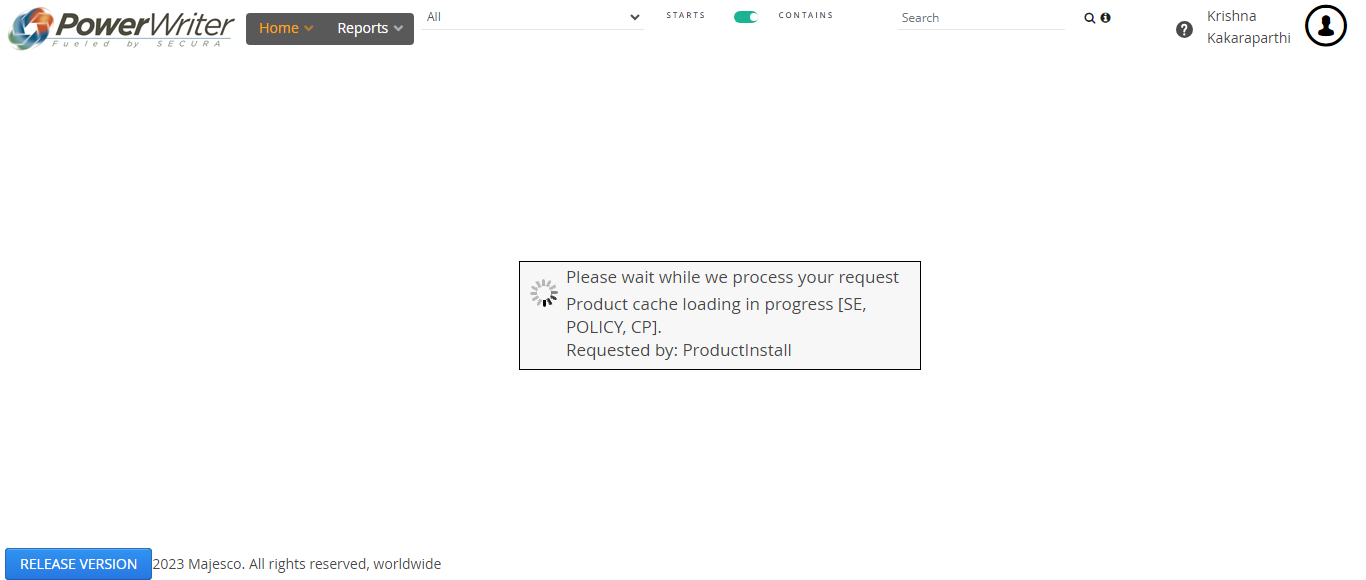 PowerWriter
Fueled by SECURA
Home Reports
All
STARTS CONTAINS
Search
Krishna
Kakaraparthi
Please wait while we process your request
Product cache loading in progress [SE,
POLICY, CP].
Requested by: ProductInstall
RELEASE VERSION 2023 Majesco. All rights reserved, worldwide